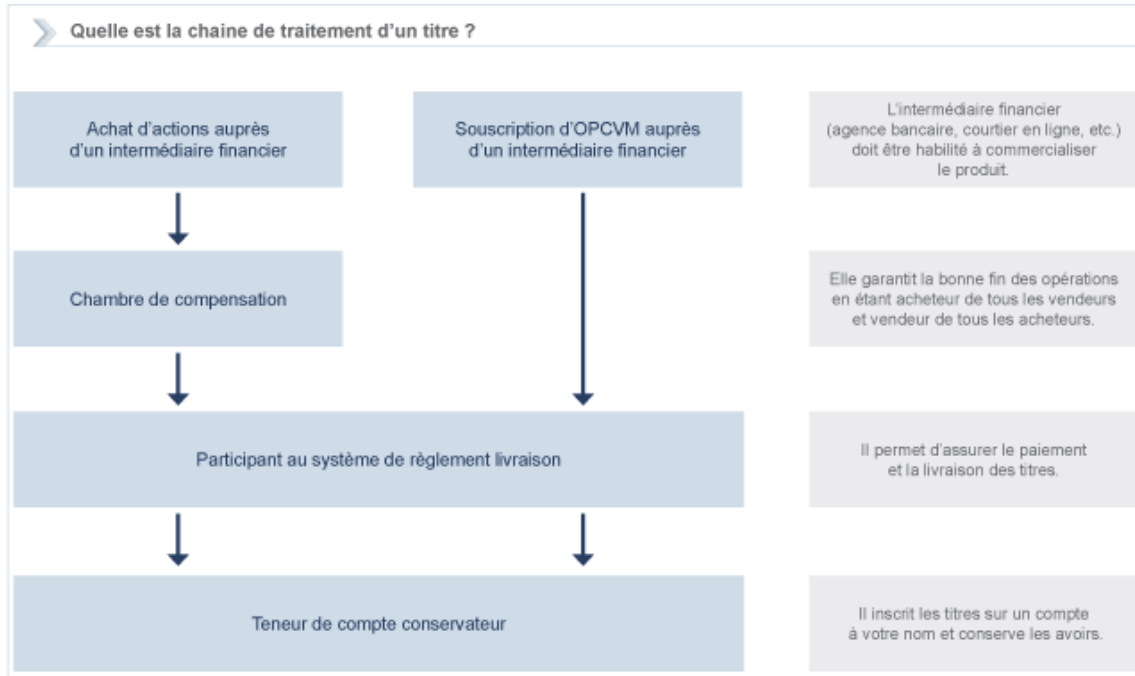 Quelle est la chaine de traitement d'un titre ?
Achat d'actions auprès
d'un intermédiaire financier
Souscription d'OPCVM auprès
d'un intermédiaire financier
L'intermédiaire financier
(agence bancaire, courtier en ligne, etc.)
doit être habilité à commercialiser
le produit.
Chambre de compensation
Elle garantit la bonne fin des opérations
en étant acheteur de tous les vendeurs
et vendeur de tous les acheteurs.
Participant au système de règlement livraison
Il permet d'assurer le paiement
et la livraison des titres.
Teneur de compte conservateur
Il inscrit les titres sur un compte
à votre nom et conserve les avoirs.